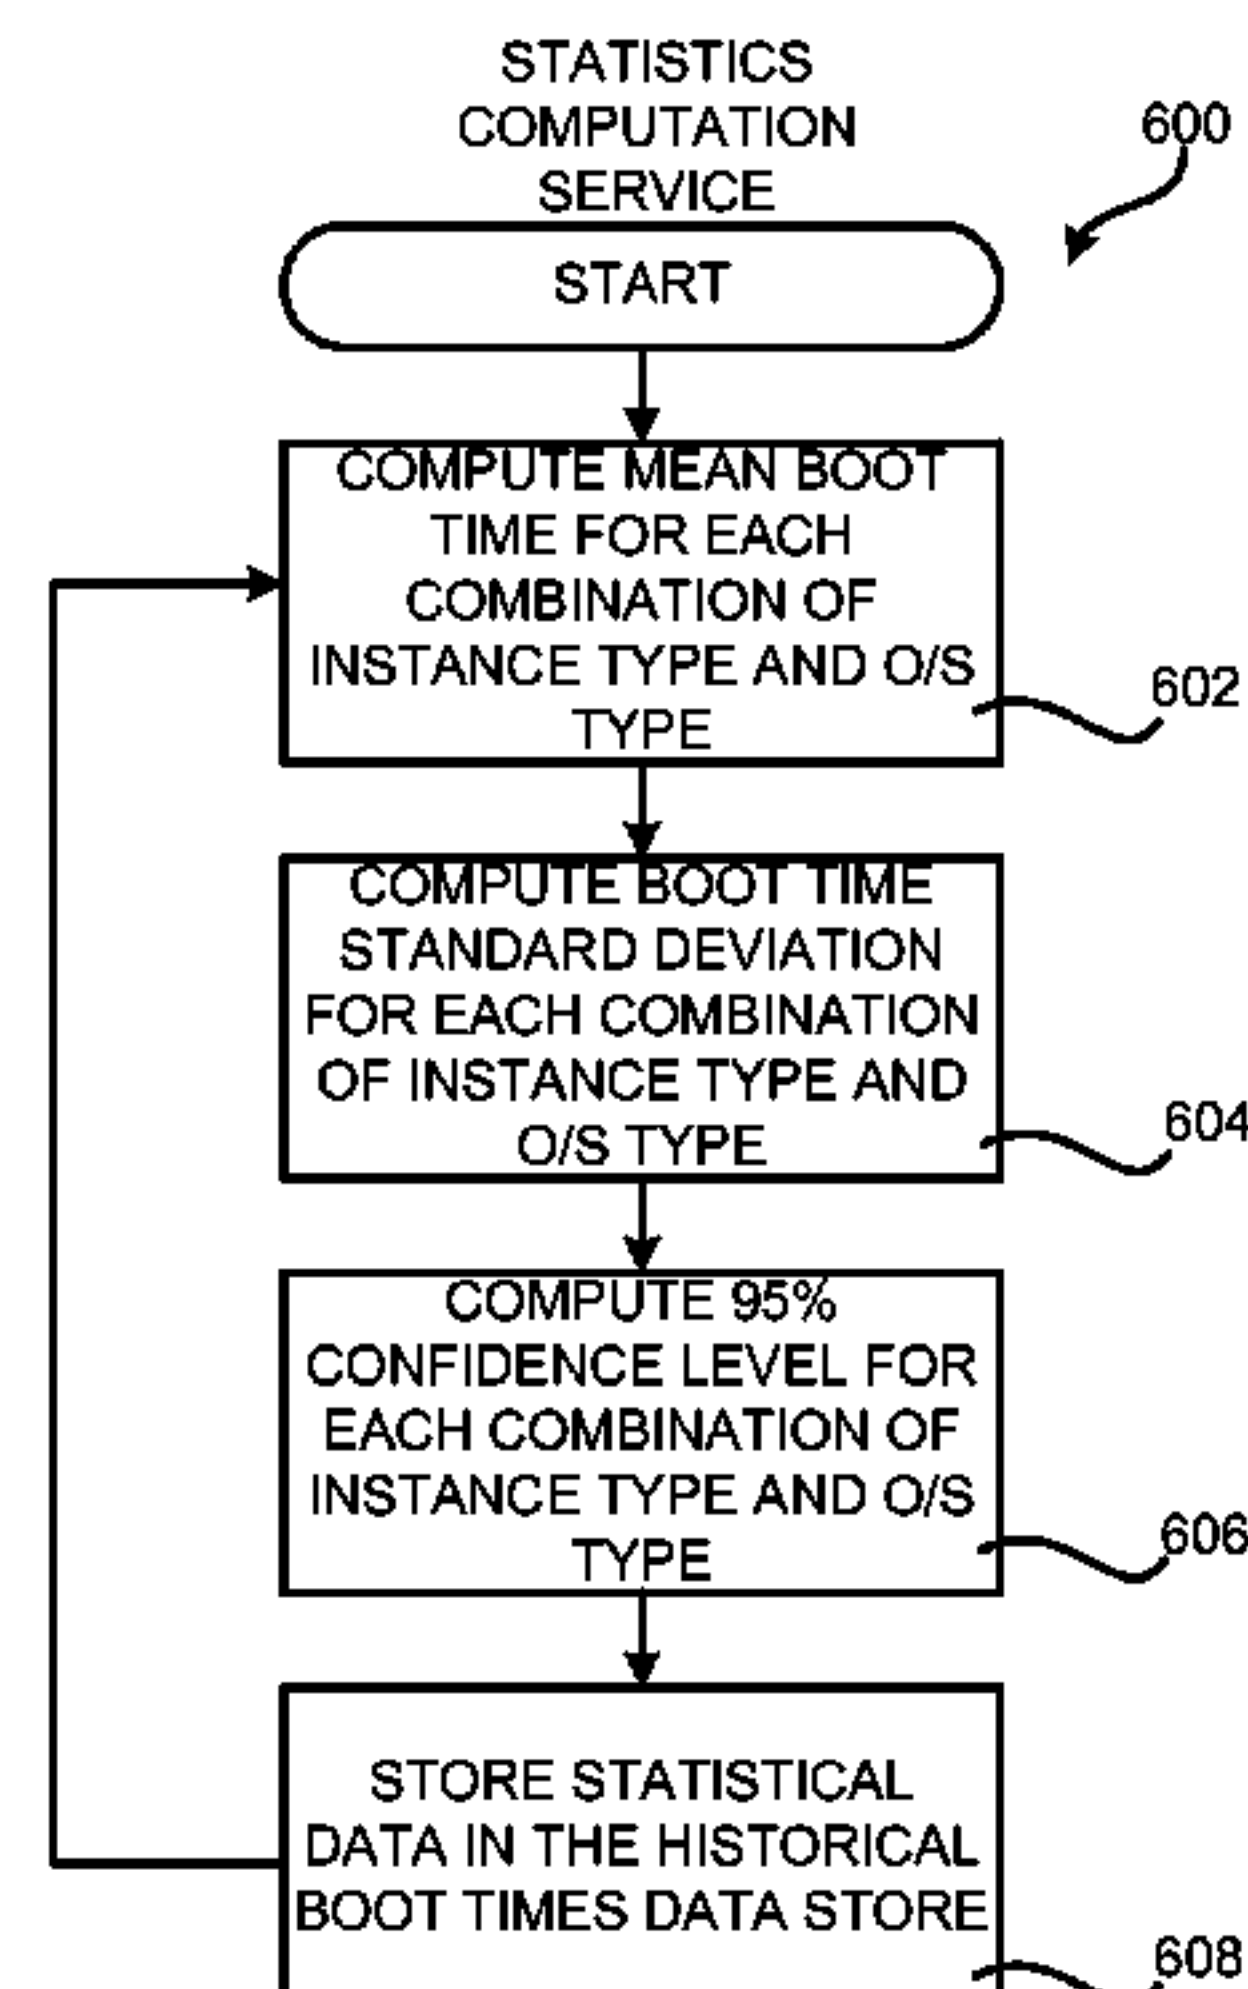 STATISTICS
COMPUTATION
SERVICE
600
START
COMPUTE MEAN BOOT
TIME FOR EACH
COMBINATION OF
INSTANCE TYPE AND O/S
TYPE
602
COMPUTE BOOT TIME
STANDARD DEVIATION
FOR EACH COMBINATION
OF INSTANCE TYPE AND
O/S TYPE
604
COMPUTE 95%
CONFIDENCE LEVEL FOR
EACH COMBINATION OF
INSTANCE TYPE AND O/S
TYPE
606
STORE STATISTICAL
DATA IN THE HISTORICAL
BOOT TIMES DATA STORE
608